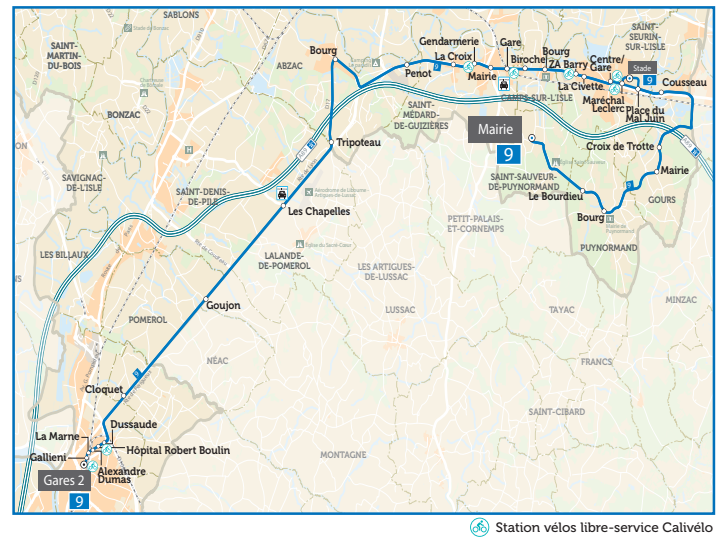 SABLONS
SAINT-
MARTIN-
DU-BOIS
ABZAC
Bourg
Gendarmerie
La Croix
Penot
Mairie
Gare
Biroche
Bourg
ZA Barry
La Civette
Centre/
Gare
Maréchal
Leclerc
SAINT-
SEURIN-
SUR-L'ISLE
Stade
9
Cousseau
Place du
Mai Juin
CAMPS-SUR-L'ISLE
BONZAC
SAINT-
MÉDARD-
DE-GUIZIÈRES
Tripoteau
Mairie
9
Croix de Trotte
Mairie
SAVIGNAC-
DE-L'ISLE
SAINT-DENIS-
DE-PILE
SAINT-SAUVEUR-
DE-PUYNORMAND
Le Bourdieu
Bourg
GOURS
PUYNORMAND
Les Chapelles
PETIT-PALAIS-
ET-CORNEMPS
LES BILLAUX
Église du Sacré-Cœur
LALANDE-
DE-POMEROL
LES ARTIGUES-
DE-LUSSAC
Goujon
POMEROL
LUSSAC
TAYAC
MINZAC
NÉAC
FRANCS
Cloquet
SAINT-CIBARD
Dussaude
La Marne
Hôpital Robert Boulin
Gallieni
Alexandre
Dumas
MONTAGNE
Gares 2
9
Station vélos libre-service Calivélo